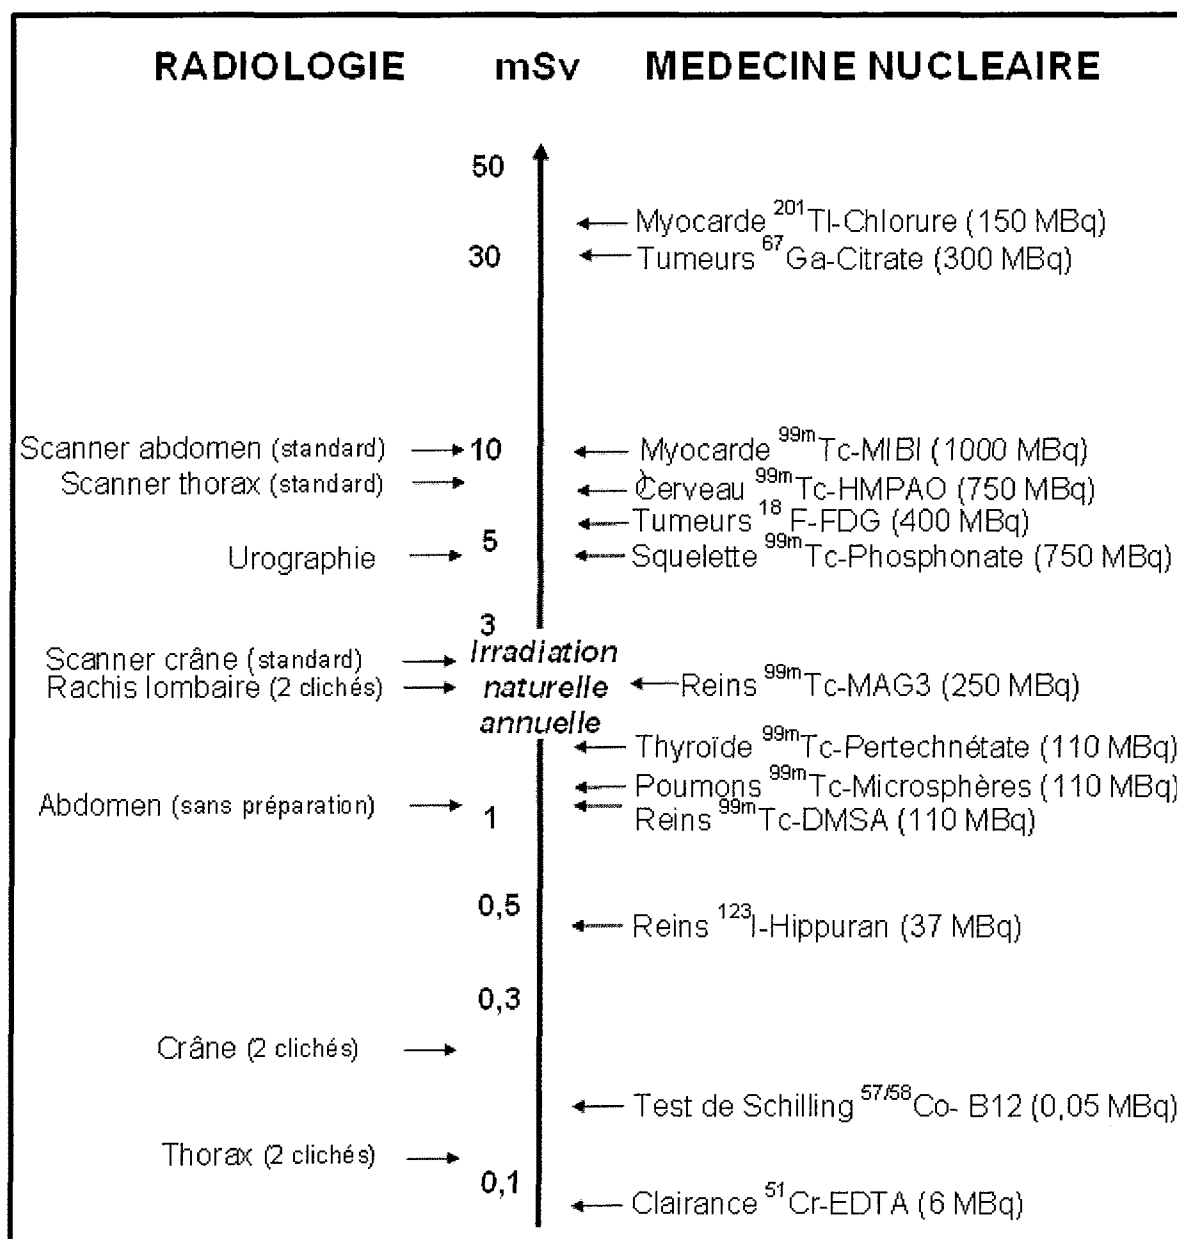 RADIOLOGIE mSv MEDECINE NUCLEAIRE
50
Myocarde ²⁰¹Tl-Chlorure (150 MBq)
30 Tumeurs ⁶⁷Ga-Citrate (300 MBq)
Scanner abdomen (standard) 10 Myocarde ⁹⁹ᵐTc-MIBI (1000 MBq)
Scanner thorax (standard) Cerveau ⁹⁹ᵐTc-HMPAO (750 MBq)
Tumeurs ¹⁸F-FDG (400 MBq)
Urographie 5 Squelette ⁹⁹ᵐTc-Phosphonate (750 MBq)
3
Scanner crâne (standard) Irradiation
Rachis lombaire (2 clichés) naturelle Reins ⁹⁹ᵐTc-MAG3 (250 MBq)
annuelle
Thyroïde ⁹⁹ᵐTc-Pertechnétate (110 MBq)
Poumons ⁹⁹ᵐTc-Microsphères (110 MBq)
Abdomen (sans préparation) 1 Reins ⁹⁹ᵐTc-DMSA (110 MBq)
0,5
Reins ¹²³I-Hippuran (37 MBq)
0,3
Crâne (2 clichés)
Test de Schilling ⁵⁷/⁵⁸Co- B12 (0,05 MBq)
Thorax (2 clichés)
0,1 Clairance ⁵¹Cr-EDTA (6 MBq)